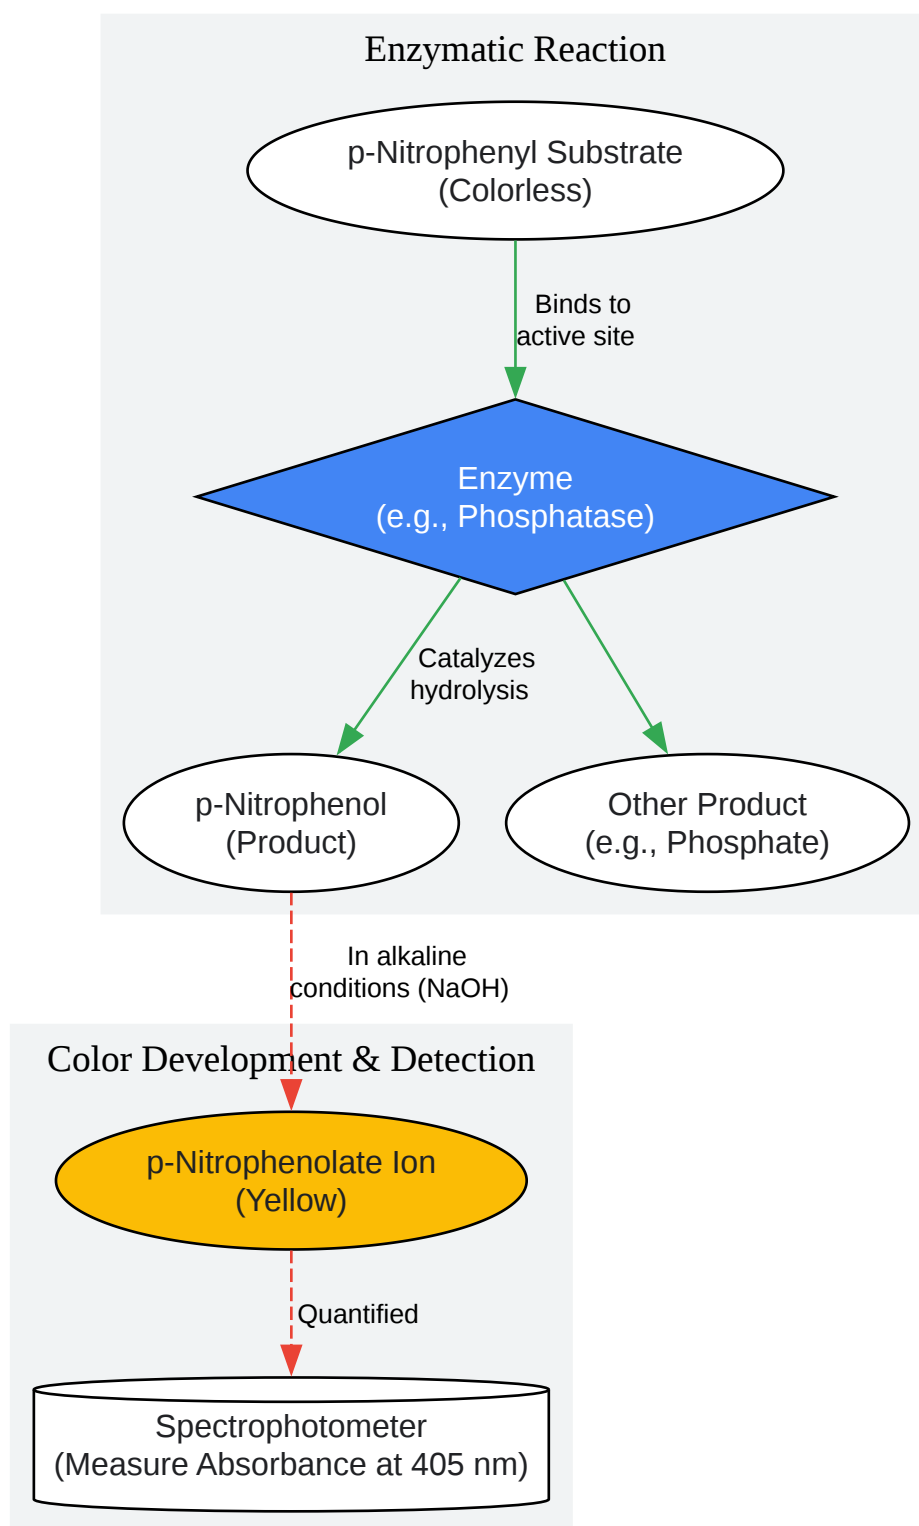 Enzymatic Reaction
p-Nitrophenyl Substrate
(Colorless)
Binds to
active site
Enzyme
(e.g., Phosphatase)
Catalyzes
hydrolysis
p-Nitrophenol
(Product)
Other Product
(e.g., Phosphate)
In alkaline
conditions (NaOH)
Color Development & Detection
p-Nitrophenolate Ion
(Yellow)
Quantified
Spectrophotometer
(Measure Absorbance at 405 nm)